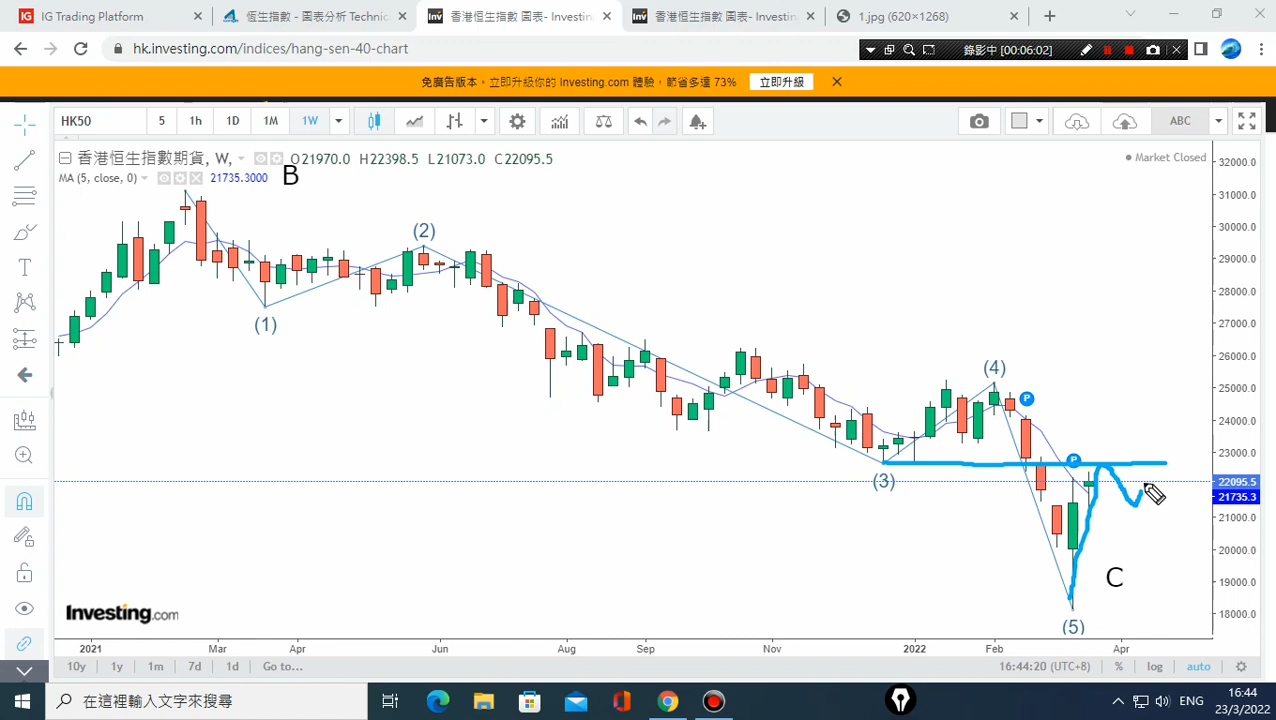 IG Trading Platform
恆生指數 - 圖表分析 Technic
香港恒生指數 圖表- Investing
香港恒生指數 圖表- Investing
1.jpg (620×1268)
hk.investing.com/indices/hang-sen-40-chart
錄影中 [00:06:02]
免廣告版本。立即升級你的 Investing.com 體驗，節省多達 73%
立即升級
HK50
5
1h
1D
1M
1W
ABC
香港恒生指數期貨, W,
O21970.0 H22398.5 L21073.0 C22095.5
Market Closed
MA (5, close, 0)
21735.3000
B
(1)
(2)
(3)
(4)
(5)
P
P
C
32000.0
31000.0
30000.0
29000.0
28000.0
27000.0
26000.0
25000.0
24000.0
23000.0
22095.5
21735.3
21000.0
20000.0
19000.0
18000.0
Investing.com
2021
Mar
Apr
Jun
Aug
Sep
Nov
2022
Feb
Apr
10y
1y
1m
7d
1d
Go to...
16:44:20 (UTC+8)
%
log
auto
在這裡輸入文字來搜尋
ENG
16:44
23/3/2022